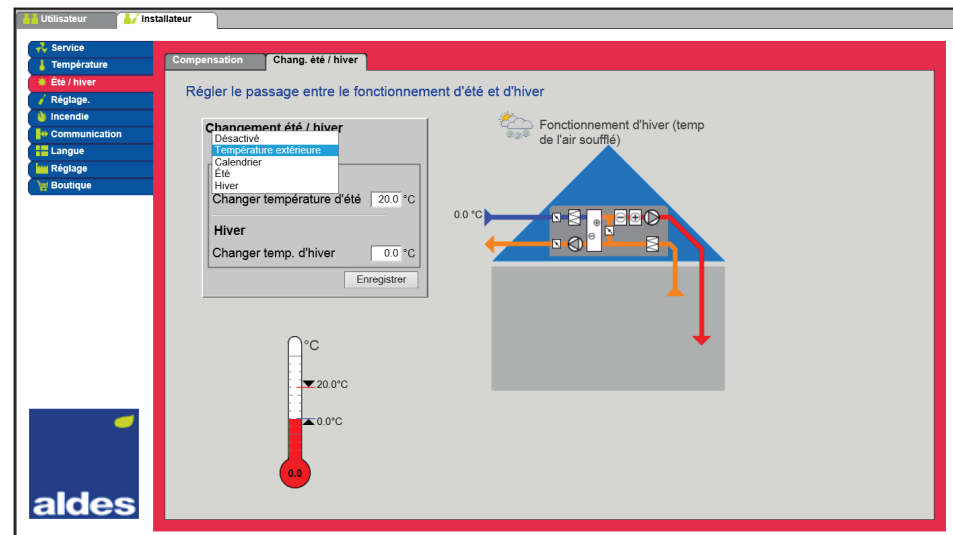 Utilisateur
Installateur
Service
Température
Été / hiver
Réglage.
Incendie
Communication
Langue
Réglage
Boutique
aldes
Compensation
Chang. été / hiver
Régler le passage entre le fonctionnement d'été et d'hiver
Changement été / hiver
Désactivé
Température extérieure
Calendrier
Été
Hiver
Changer température d'été 20.0 °C
Hiver
Changer temp. d'hiver 0.0 °C
Enregistrer
Fonctionnement d'hiver (temp
de l'air soufflé)
0.0 °C
°C
20.0°C
0.0°C
0.0